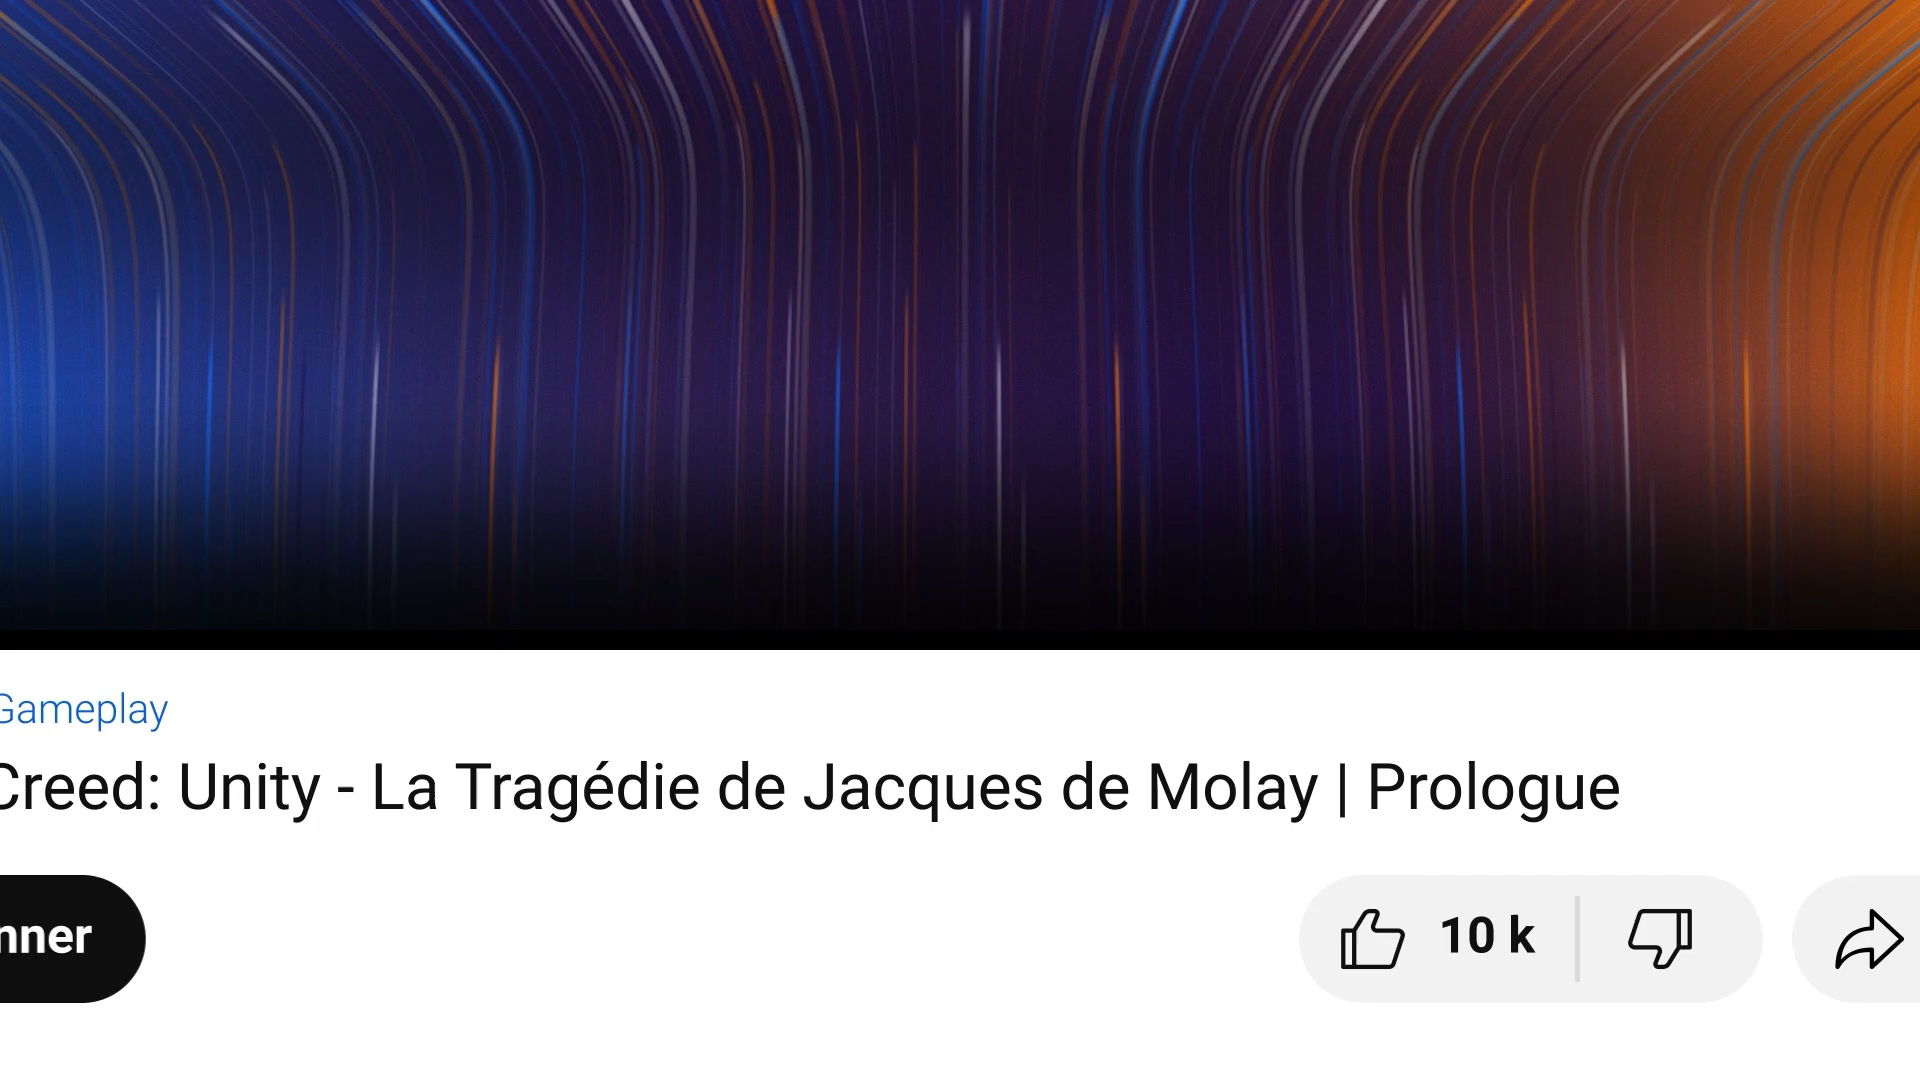 Gameplay
Creed: Unity - La Tragédie de Jacques de Molay | Prologue
nner
10 k